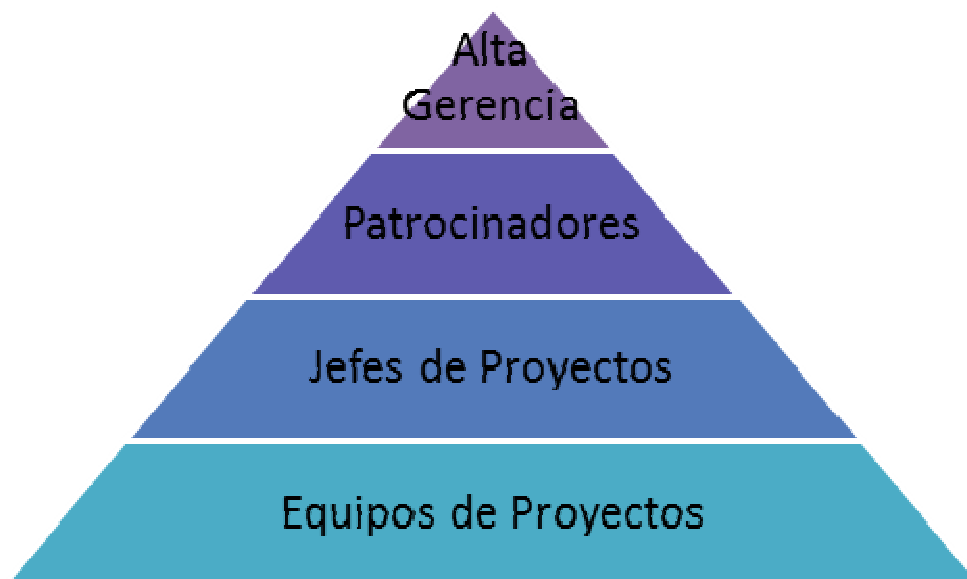 Alta
Gerencia
Patrocinadores
Jefes de Proyectos
Equipos de Proyectos